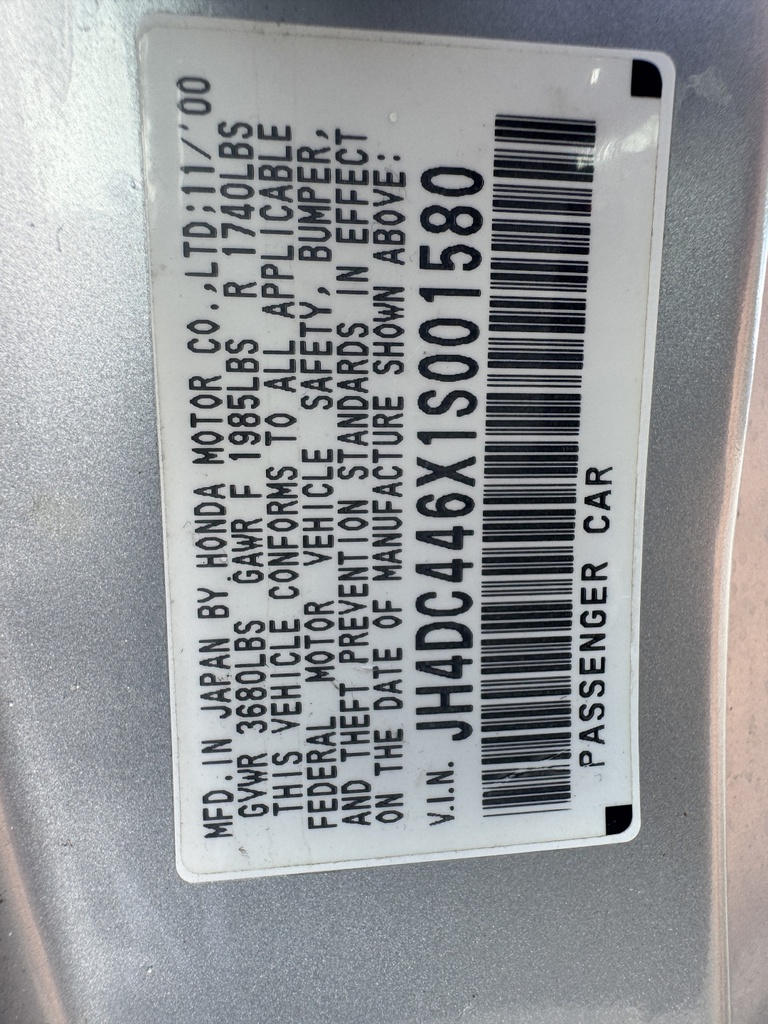 MFD. IN JAPAN BY HONDA MOTOR CO.,LTD;11/'00
GVWR 3680LBS GAWR F 1985LBS R 1740LBS
THIS VEHICLE CONFORMS TO ALL APPLICABLE
FEDERAL MOTOR VEHICLE SAFETY, BUMPER,
AND THEFT PREVENTION STANDARDS IN EFFECT
ON THE DATE OF MANUFACTURE SHOWN ABOVE:
V.I.N. JH4DC446X1S001580
PASSENGER CAR